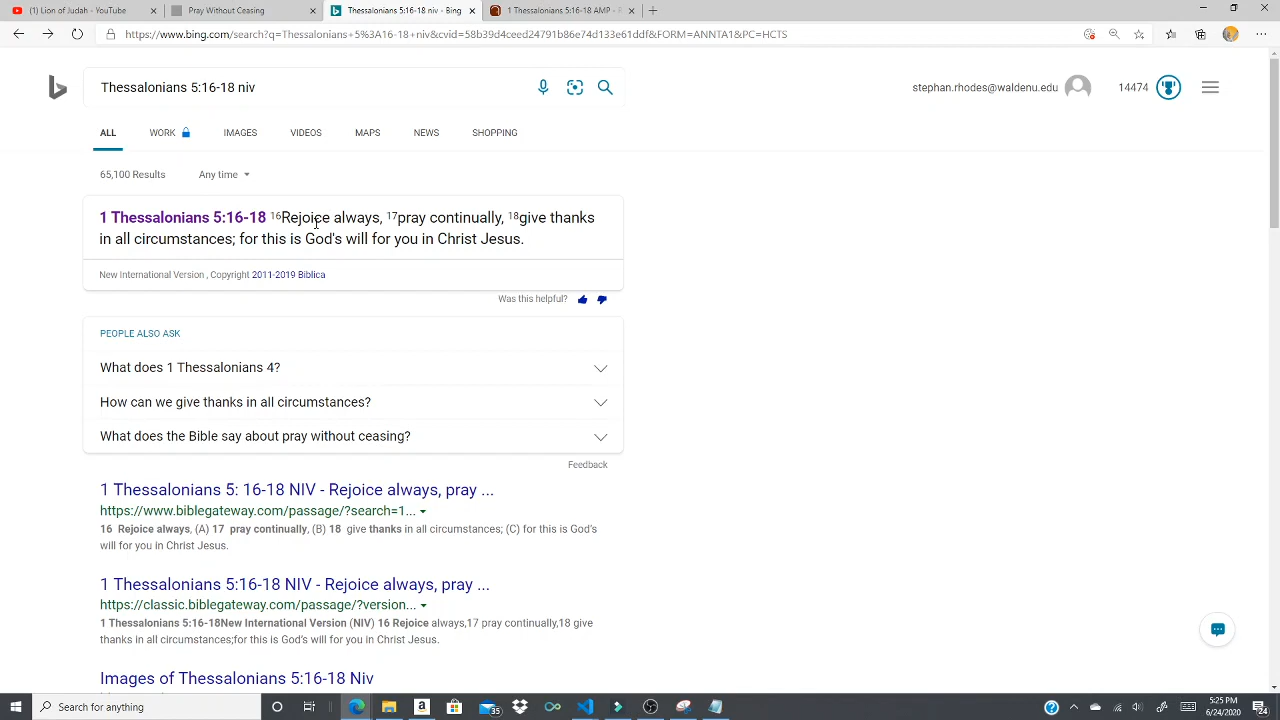 (1) Lion of Judah - YouTube
Pray Without Ceasing
Thessalonians 5:16-18 niv - Bing
1 Thessalonians 5:16-18 AMP - R
https://www.bing.com/search?q=Thessalonians+5%3A16-18+niv&cvid=58b39d4ceed24791b86e74d133e61ddf&FORM=ANNTA1&PC=HCTS
Thessalonians 5:16-18 niv
stephan.rhodes@waldenu.edu
14474
ALL WORK IMAGES VIDEOS MAPS NEWS SHOPPING
65,100 Results Any time
1 Thessalonians 5:16-18 16Rejoice always, 17pray continually, 18give thanks
in all circumstances; for this is God's will for you in Christ Jesus.
New International Version , Copyright 2011-2019 Biblica
Was this helpful?
PEOPLE ALSO ASK
What does 1 Thessalonians 4?
How can we give thanks in all circumstances?
What does the Bible say about pray without ceasing?
Feedback
1 Thessalonians 5: 16-18 NIV - Rejoice always, pray ...
https://www.biblegateway.com/passage/?search=1...
16 Rejoice always, (A) 17 pray continually, (B) 18 give thanks in all circumstances; (C) for this is God's
will for you in Christ Jesus.
1 Thessalonians 5:16-18 NIV - Rejoice always, pray ...
https://classic.biblegateway.com/passage/?version...
1 Thessalonians 5:16-18New International Version (NIV) 16 Rejoice always,17 pray continually,18 give
thanks in all circumstances;for this is God's will for you in Christ Jesus.
Images of Thessalonians 5:16-18 Niv
Search for anything
35
5:25 PM
6/24/2020
24